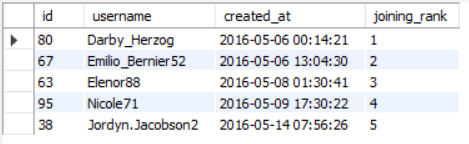 id username created_at joining_rank
80 Darby_Herzog 2016-05-06 00:14:21 1
67 Emilio_Bernier52 2016-05-06 13:04:30 2
63 Elenor88 2016-05-08 01:30:41 3
95 Nicole71 2016-05-09 17:30:22 4
38 Jordyn.Jacobson2 2016-05-14 07:56:26 5